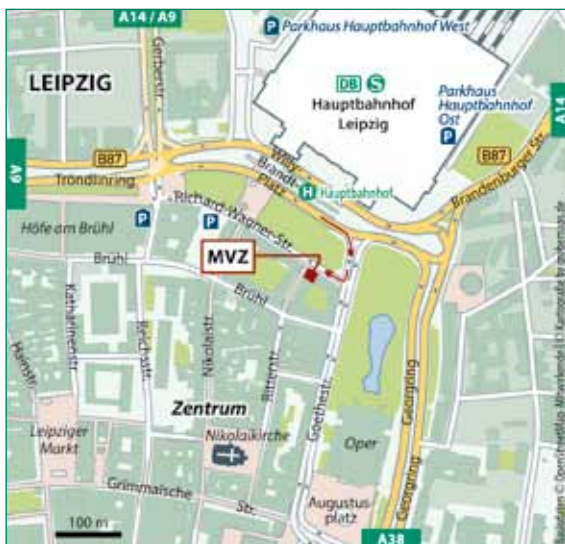 A14 / A9
P Parkhaus Hauptbahnhof West
Gerberstr.
LEIPZIG
DB S
Hauptbahnhof
Leipzig
Parkhaus
Hauptbahnhof
Ost
P
A14
A9
B87
Tröndlinring
Willy-
Brandt-
platz
H Hauptbahnhof
B87
Brandenburger Str.
Richard-Wagner-Str.
P
P
Höfe am Brühl
MVZ
Brühl
Brühl
Katharinenstr.
Hainstr.
Reichsstr.
Nikolaistr.
Ritterstr.
Goethestr.
Georgiring
Georgiring
Zentrum
Nikolaikirche
Oper
Leipziger
Markt
Grimmaische
Str.
Augustus-
platz
100 m
A38